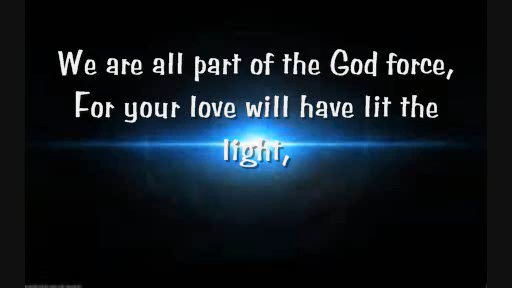 We are all part of the God force,
For your love will have lit the
light,